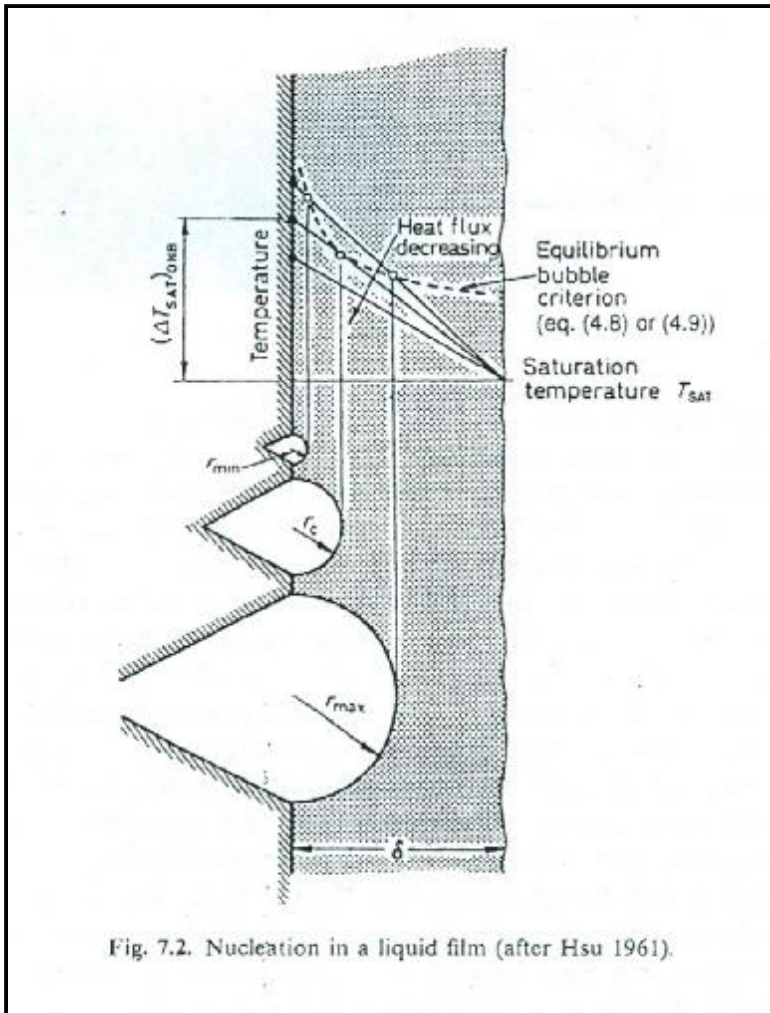 (ΔT_SAT)_ONB
Temperature
Heat flux
decreasing
Equilibrium
bubble
criterion
(eq. (4.8) or (4.9))
Saturation
temperature T_SAT
r_min
r_c
r_max
δ
Fig. 7.2. Nucleation in a liquid film (after Hsu 1961).